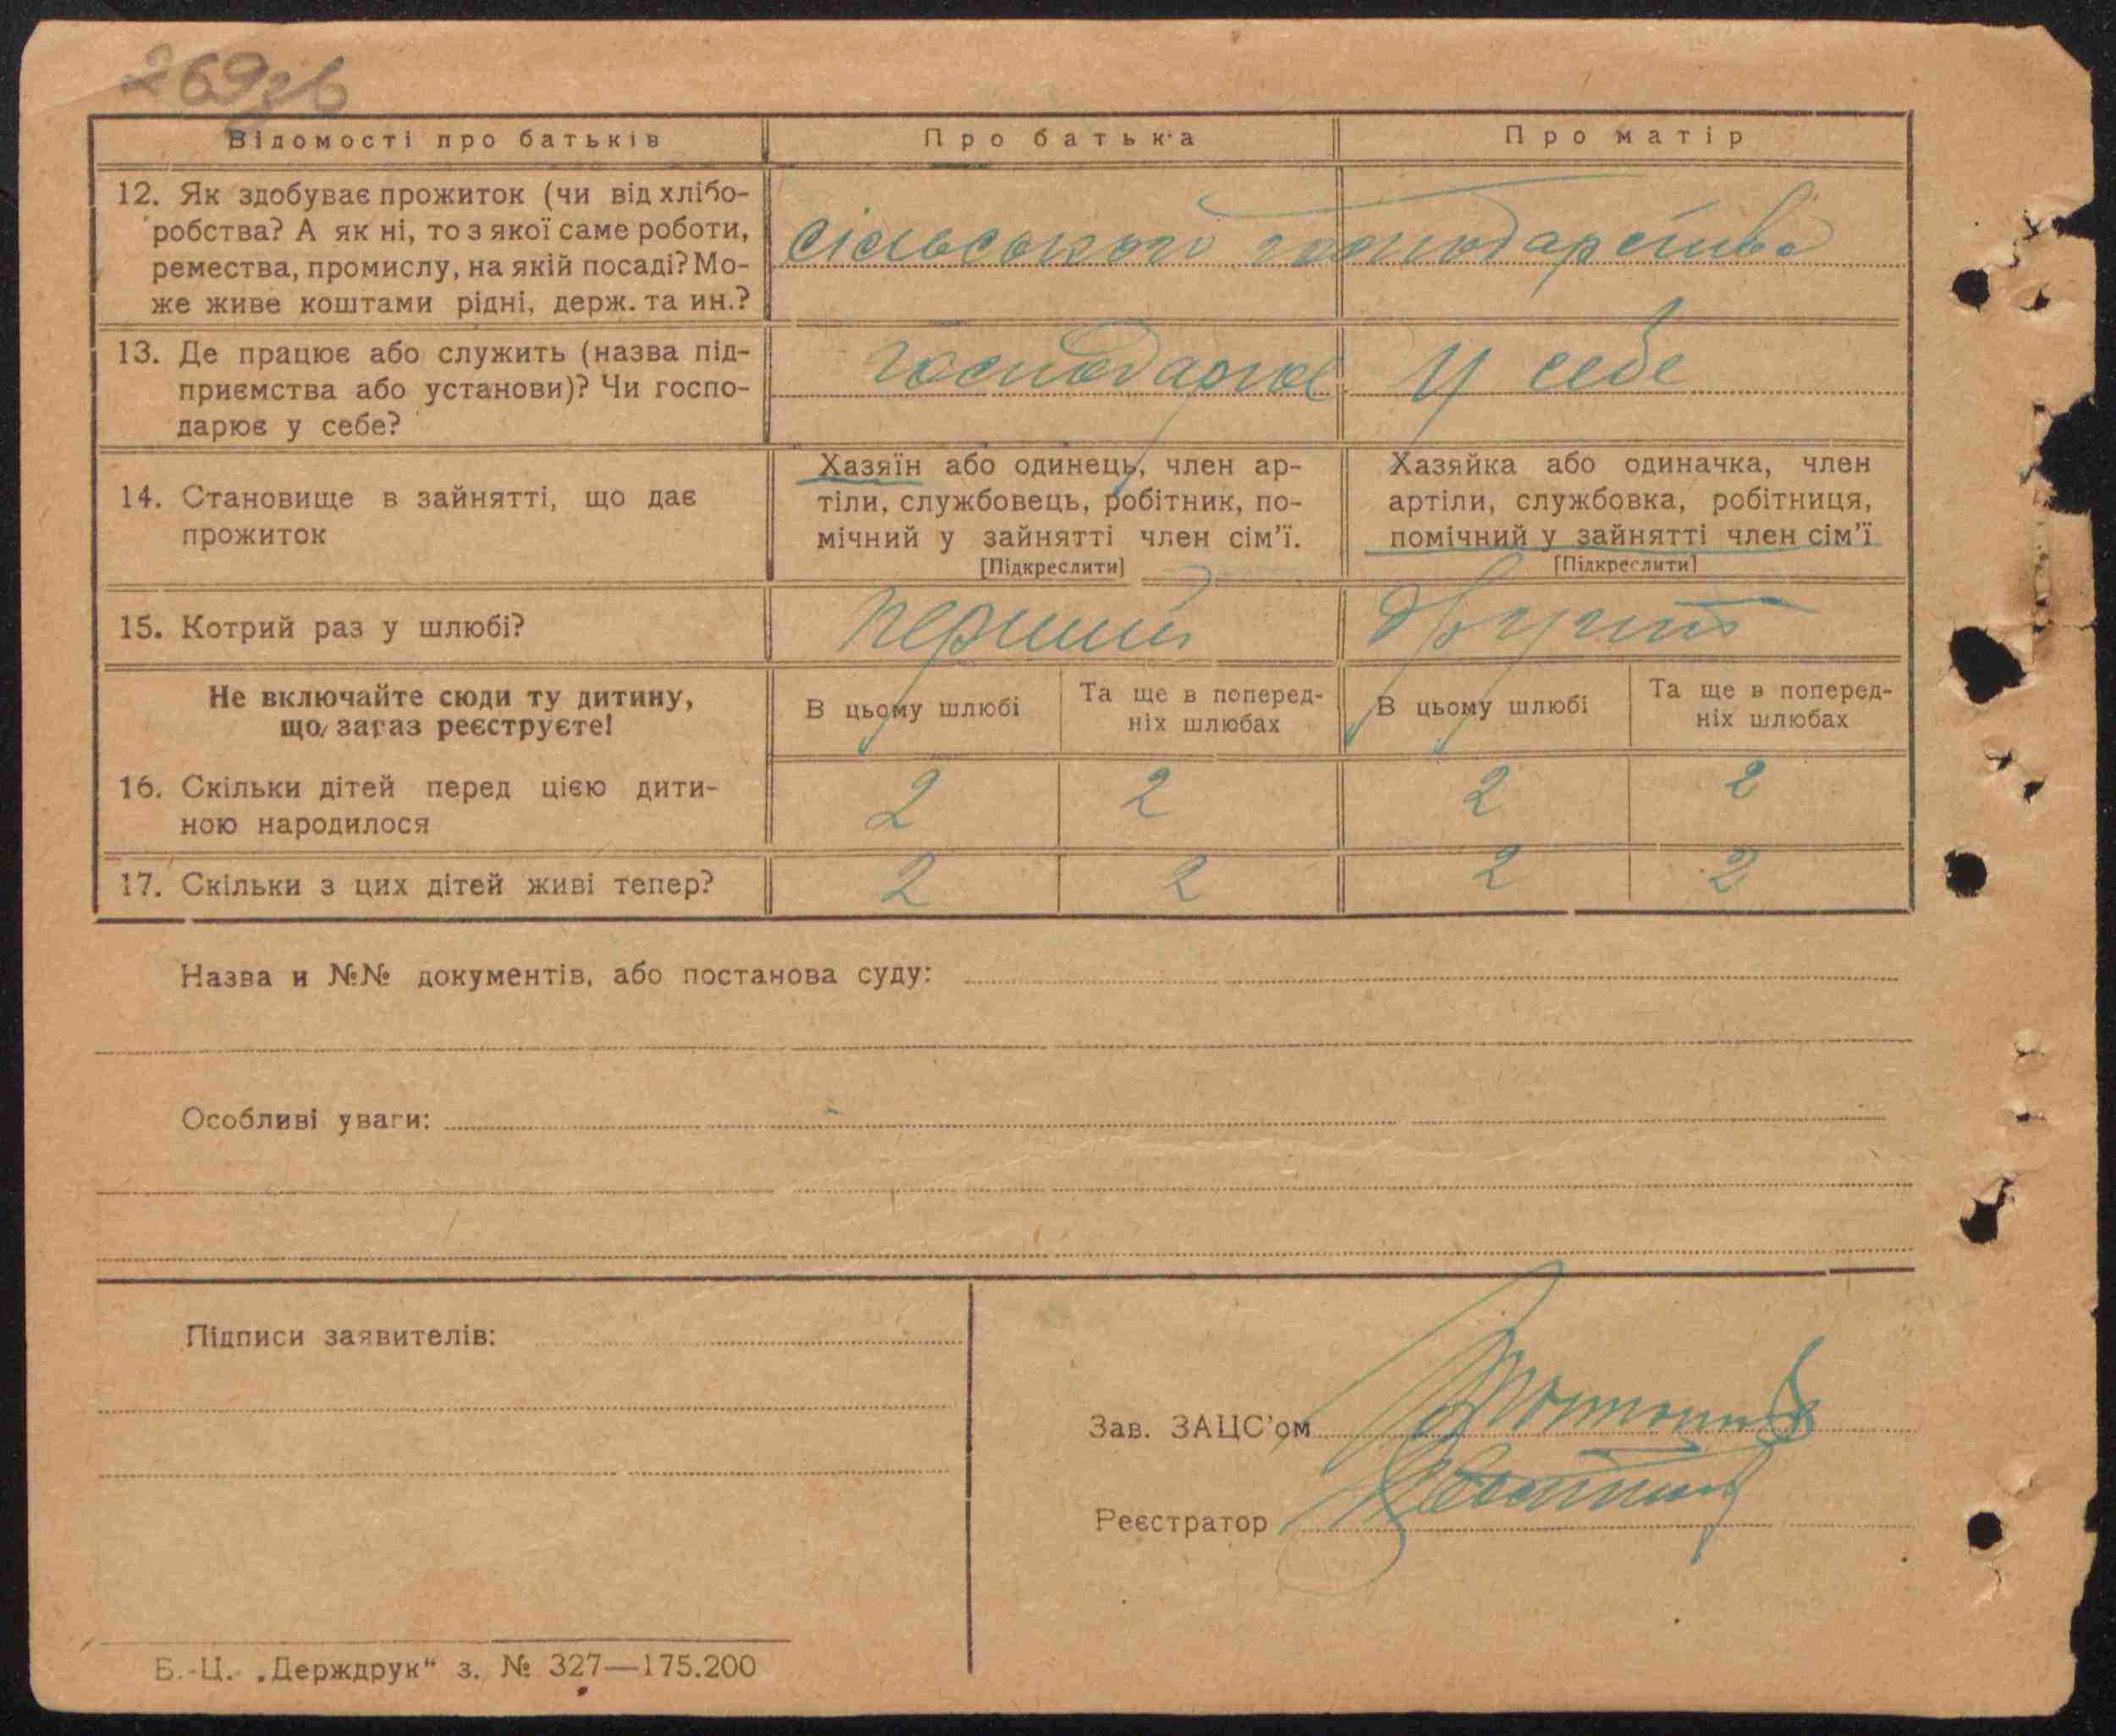 269зв
Відомості про батьків
Про батька
Про матір
12. Як здобуває прожиток (чи від хлібо-
робства? А як ні, то з якої саме роботи,
ремества, промислу, на якій посаді? Мо-
же живе коштами рідні, держ. та ин.?
сільського господарства
13. Де працює або служить (назва під-
приємства або установи)? Чи госпо-
дарює у себе?
господарює у себе
14. Становище в зайнятті, що дає
прожиток
Хазяїн або одинець, член ар-
тіли, службовець, робітник, по-
мічний у зайнятті член сім’ї.
[Підкреслити]
Хазяйка або одиначка, член
артіли, службовка, робітниця,
помічний у зайнятті член сім’ї
[Підкреслити]
15. Котрий раз у шлюбі?
перший
другий
Не включайте сюди ту дитину,
що зараз реєструєте!
В цьому шлюбі
Та ще в поперед-
ніх шлюбах
В цьому шлюбі
Та ще в поперед-
ніх шлюбах
16. Скільки дітей перед цією дити-
ною народилося
2 2 2 2
17. Скільки з цих дітей живі тепер?
2 2 2 2
Назва и №№ документів, або постанова суду:
Особливі уваги:
Підписи заявителів:
Зав. ЗАЦС’ом
Реєстратор
Б.-Ц. „Держдрук“ з. № 327—175.200